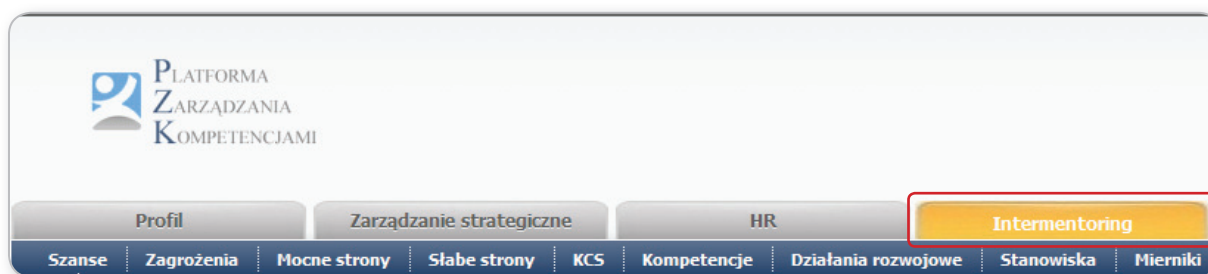 PLATFORMA
ZARZĄDZANIA
KOMPETENCJAMI
Profil Zarządzanie strategiczne HR Intermentoring
Szanse Zagrożenia Mocne strony Słabe strony KCS Kompetencje Działania rozwojowe Stanowiska Mierniki